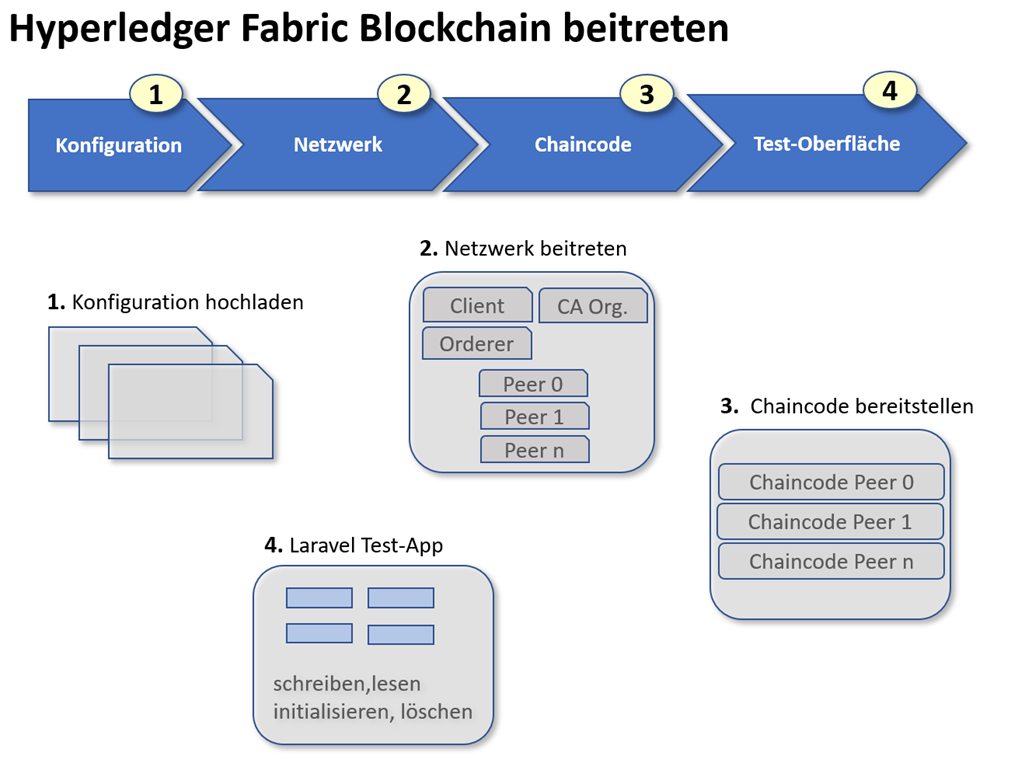 Hyperledger Fabric Blockchain beitreten
1
2
3
4
Konfiguration
Netzwerk
Chaincode
Test-Oberfläche
1. Konfiguration hochladen
2. Netzwerk beitreten
Client
CA Org.
Orderer
Peer 0
Peer 1
Peer n
3. Chaincode bereitstellen
Chaincode Peer 0
Chaincode Peer 1
Chaincode Peer n
4. Laravel Test-App
schreiben,lesen
initialisieren, löschen